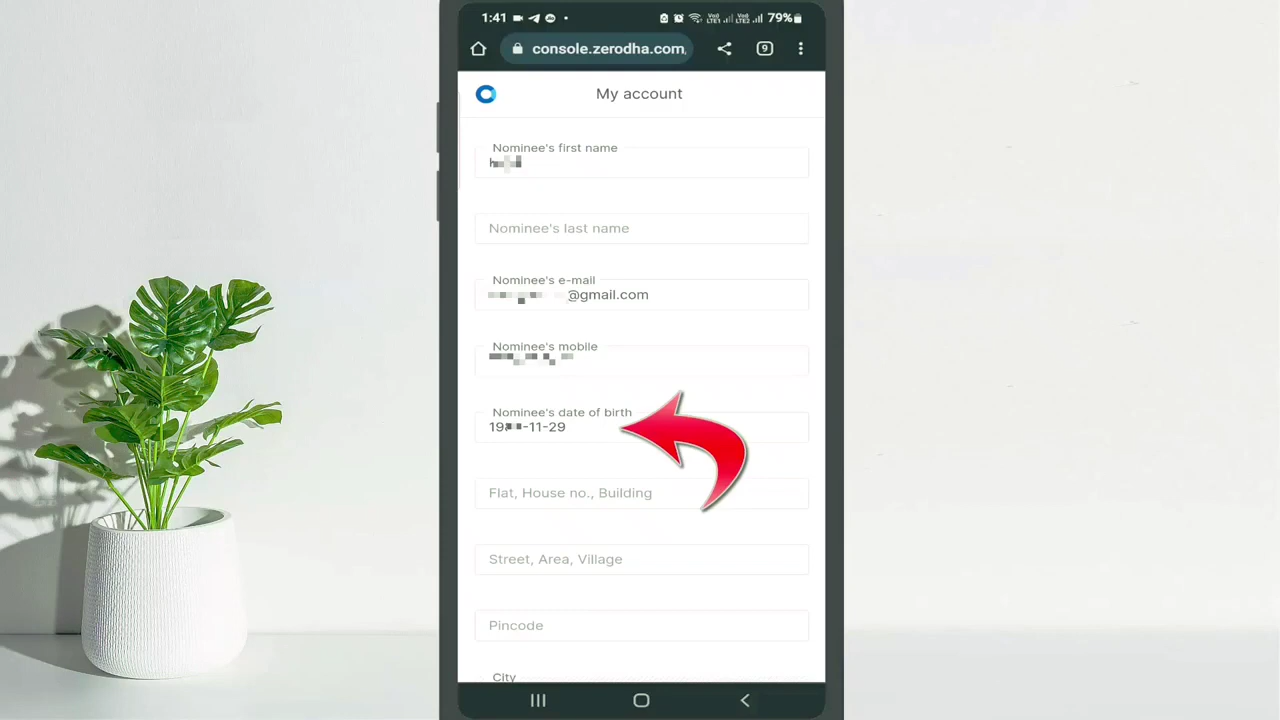 1:41
79%
console.zerodha.com
9
My account
Nominee's first name
Nominee's last name
Nominee's e-mail
@gmail.com
Nominee's mobile
Nominee's date of birth
-11-29
Flat, House no., Building
Street, Area, Village
Pincode
City